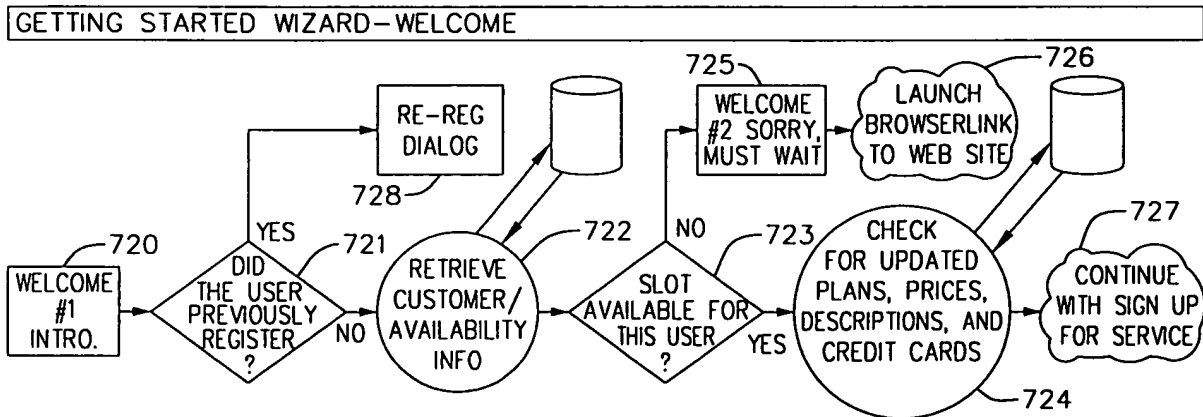 GETTING STARTED WIZARD-WELCOME
720
WELCOME
#1
INTRO.
721
DID
THE USER
PREVIOUSLY
REGISTER
?
YES
NO
RE-REG
DIALOG
728
722
RETRIEVE
CUSTOMER/
AVAILABILITY
INFO
723
SLOT
AVAILABLE FOR
THIS USER
?
NO
YES
725
WELCOME
#2 SORRY,
MUST WAIT
726
LAUNCH
BROWSERLINK
TO WEB SITE
CHECK
FOR UPDATED
PLANS, PRICES,
DESCRIPTIONS, AND
CREDIT CARDS
724
727
CONTINUE
WITH SIGN UP
FOR SERVICE